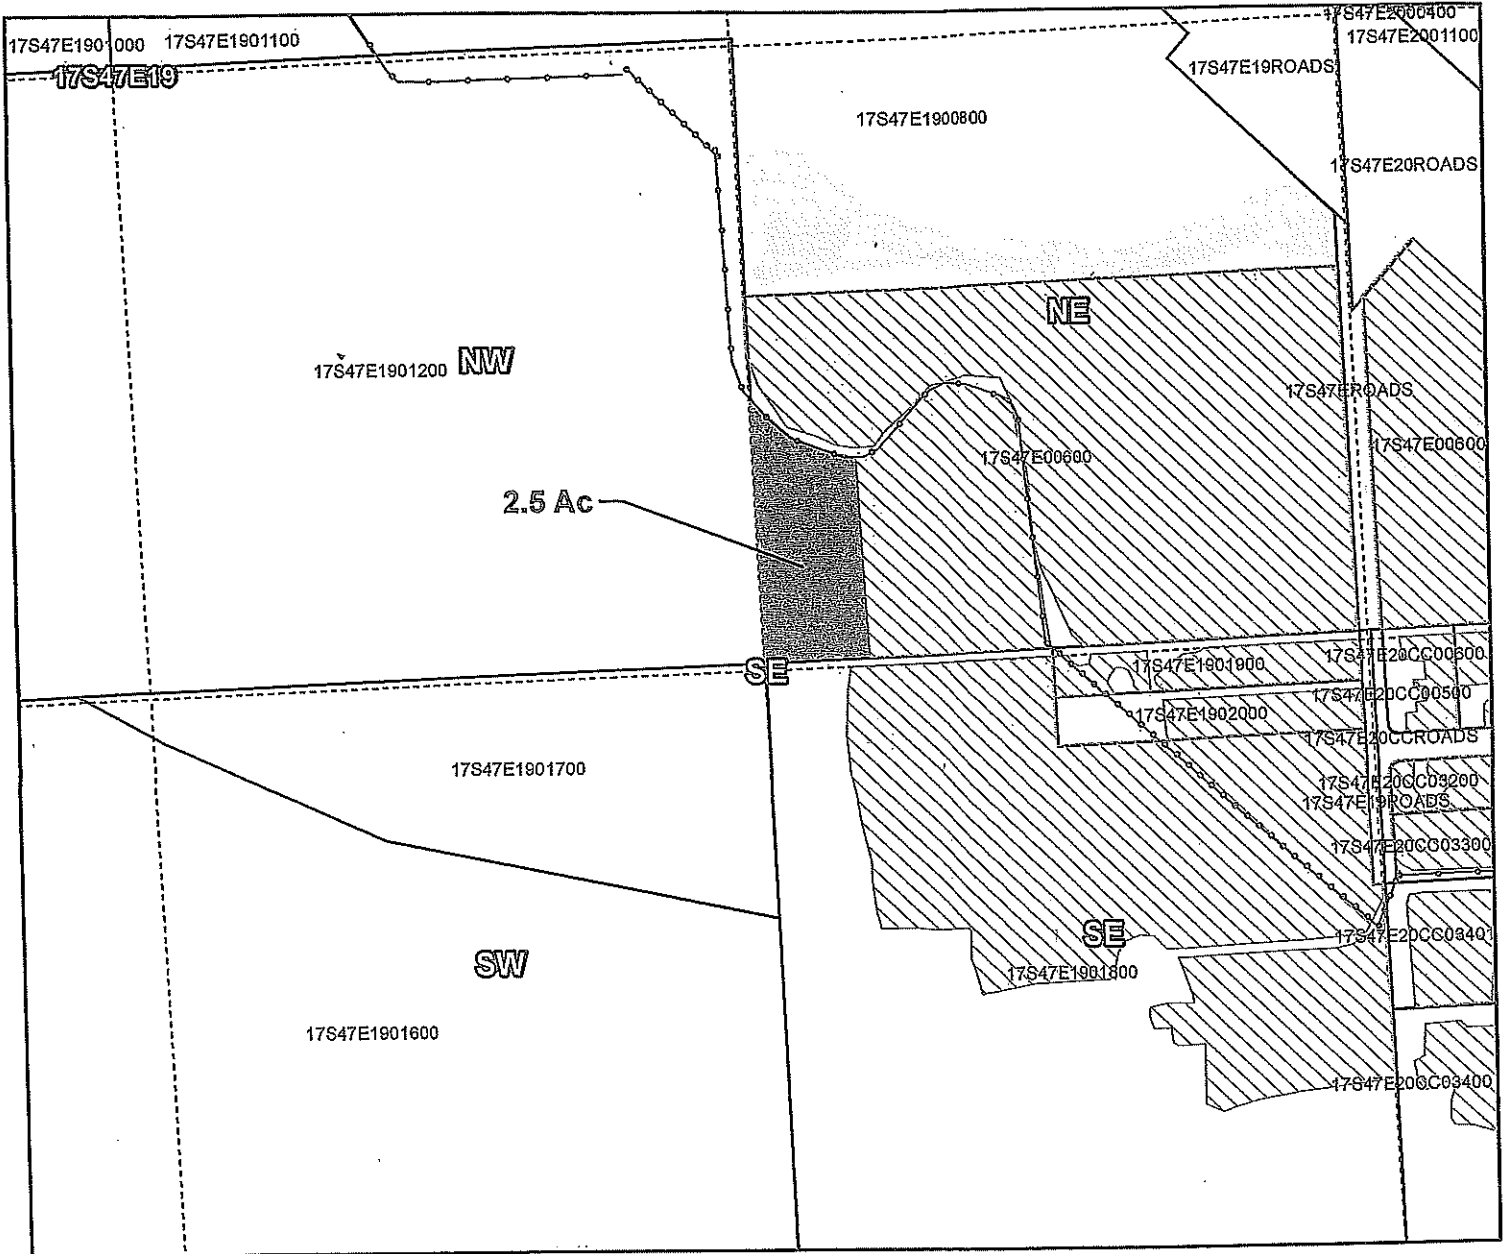 17S47E2000400
17S47E1901000
17S47E1901100
17S47E2001100
17S47E19
17S47E19ROADS
17S47E1900800
17S47E20ROADS
NE
17S47E1901200
NW
17S47EROADS
17S47E00600
17S47E00600
2.5 Ac
SE
17S47E1901900
17S47E20CC00600
17S47E20CC00500
17S47E1902000
17S47E20CCROADS
17S47E1901700
17S47E20CC03200
17S47E19ROADS
17S47E20CC03300
SE
17S47E20CC03401
SW
17S47E1901800
17S47E1901600
17S47E20CC03400